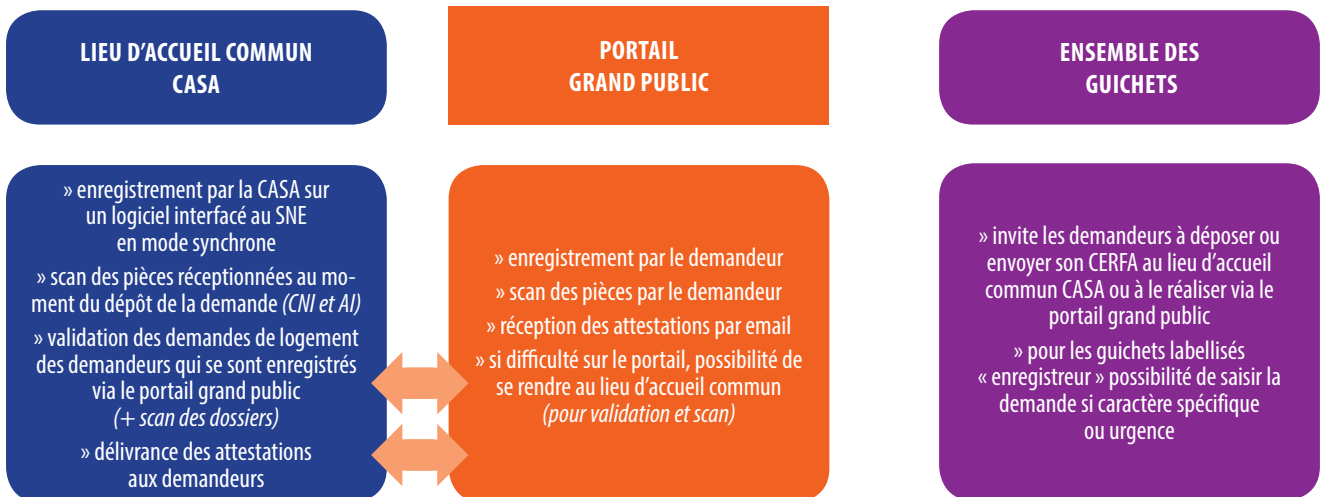 LIEU D'ACCUEIL COMMUN
CASA
» enregistrement par la CASA sur
un logiciel interfacé au SNE
en mode synchrone
» scan des pièces réceptionnées au mo-
ment du dépôt de la demande (CNI et AI)
» validation des demandes de logement
des demandeurs qui se sont enregistrés
via le portail grand public
(+ scan des dossiers)
» délivrance des attestations
aux demandeurs
PORTAIL
GRAND PUBLIC
» enregistrement par le demandeur
» scan des pièces par le demandeur
» réception des attestations par email
» si difficulté sur le portail, possibilité de
se rendre au lieu d'accueil commun
(pour validation et scan)
ENSEMBLE DES
GUICHETS
» invite les demandeurs à déposer ou
envoyer son CERFA au lieu d'accueil
commun CASA ou à le réaliser via le
portail grand public
» pour les guichets labellisés
« enregistreur » possibilité de saisir la
demande si caractère spécifique
ou urgence